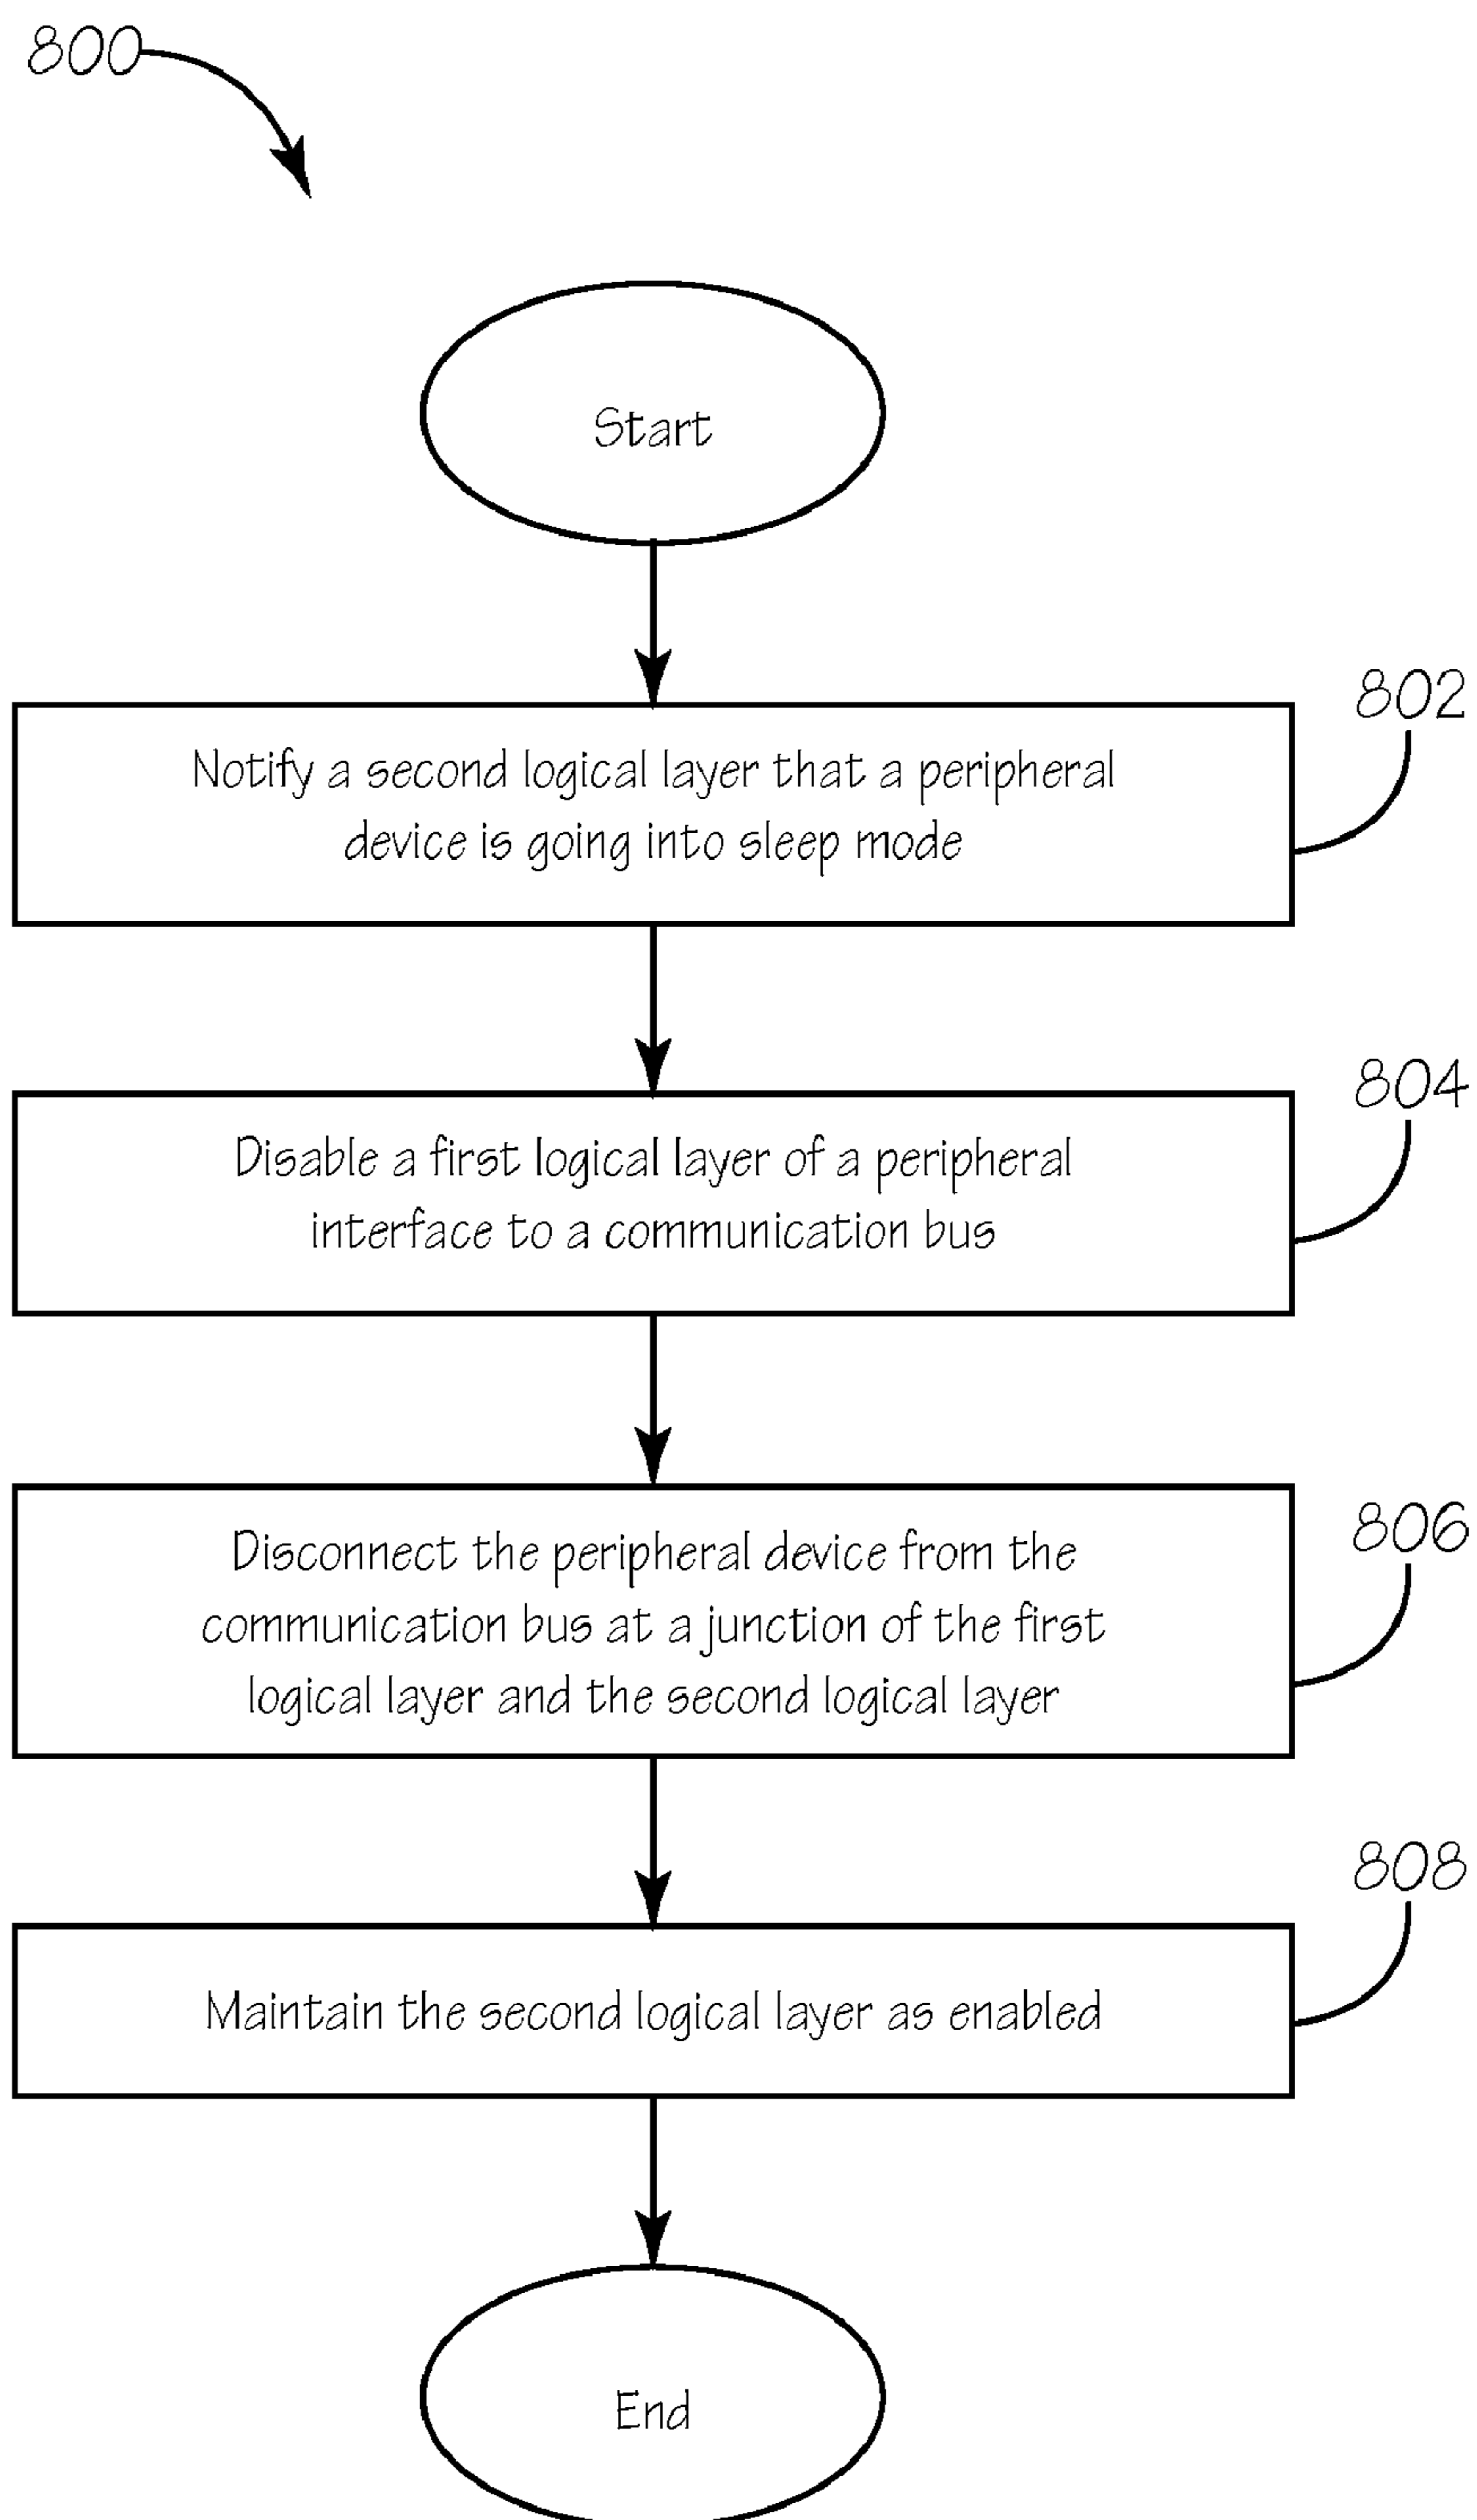 800
Start
802
Notify a second logical layer that a peripheral
device is going into sleep mode
804
Disable a first logical layer of a peripheral
interface to a communication bus
806
Disconnect the peripheral device from the
communication bus at a junction of the first
logical layer and the second logical layer
808
Maintain the second logical layer as enabled
End